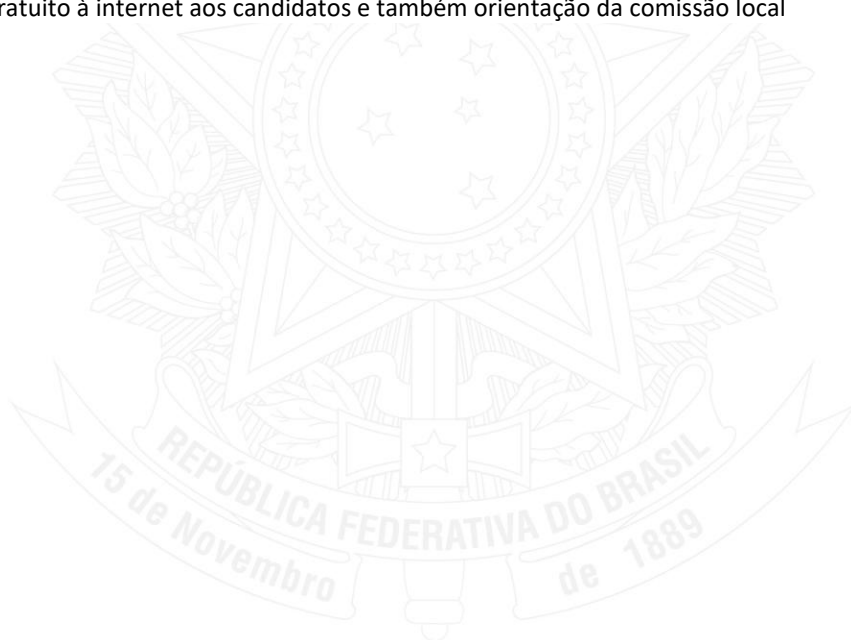 ratuito à internet aos candidatos e também orientação da comissão local
REPÚBLICA FEDERATIVA DO BRASIL
15 de Novembro de 1889